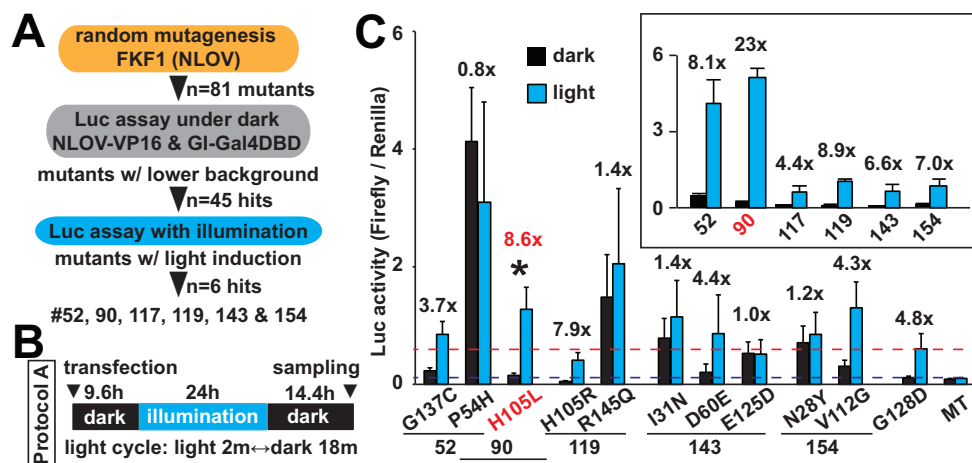 A
random mutagenesis
FKF1 (NLOV)
n=81 mutants
Luc assay under dark
NLOV-VP16 & GI-Gal4DBD
mutants w/ lower background
n=45 hits
Luc assay with illumination
mutants w/ light induction
n=6 hits
#52, 90, 117, 119, 143 & 154
B
Protocol A
transfection sampling
9.6h 24h 14.4h
dark illumination dark
light cycle: light 2m↔dark 18m
C
Luc activity (Firefly / Renilla)
6
4
2
0
dark
light
3.7x
0.8x
8.6x
*
7.9x
1.4x
1.4x
4.4x
1.0x
1.2x
4.3x
4.8x
G137C P54H H105L H105R R145Q I31N D60E E125D N28Y V112G G128D MT
52 90 119 143 154
6
3
0
8.1x 23x 4.4x 8.9x 6.6x 7.0x
52 90 117 119 143 154